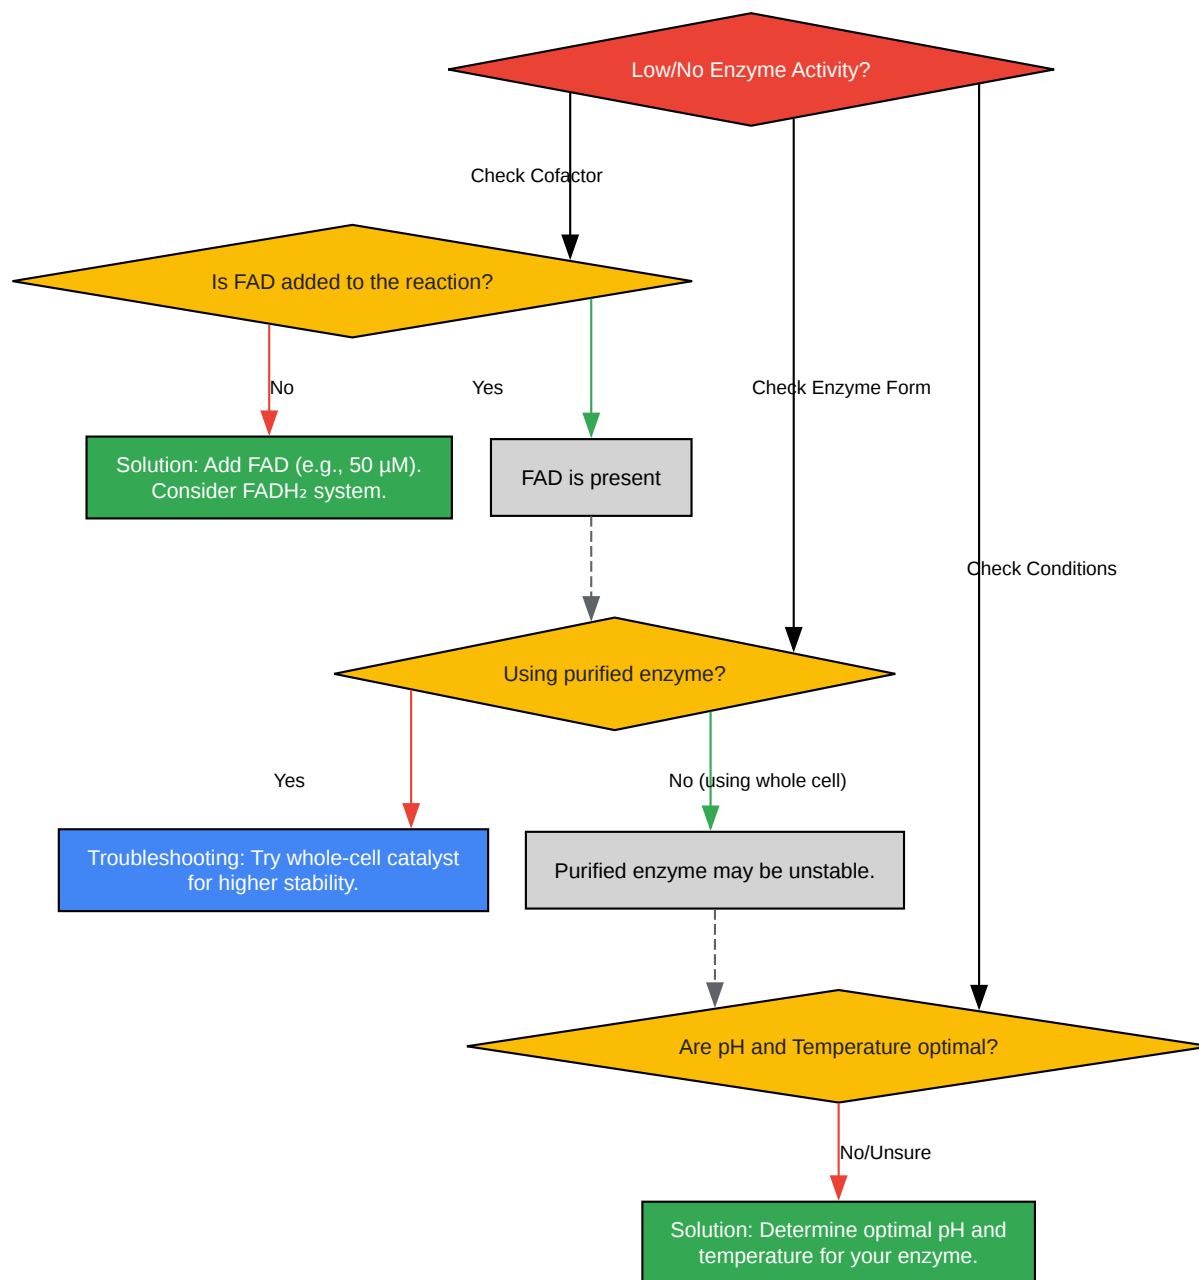 Low/No Enzyme Activity?
Check Cofactor
Is FAD added to the reaction?
No
Yes
Check Enzyme Form
Solution: Add FAD (e.g., 50 µM).
Consider FADH₂ system.
FAD is present
Check Conditions
Using purified enzyme?
Yes
No (using whole cell)
Troubleshooting: Try whole-cell catalyst
for higher stability.
Purified enzyme may be unstable.
Are pH and Temperature optimal?
No/Unsure
Solution: Determine optimal pH and
temperature for your enzyme.